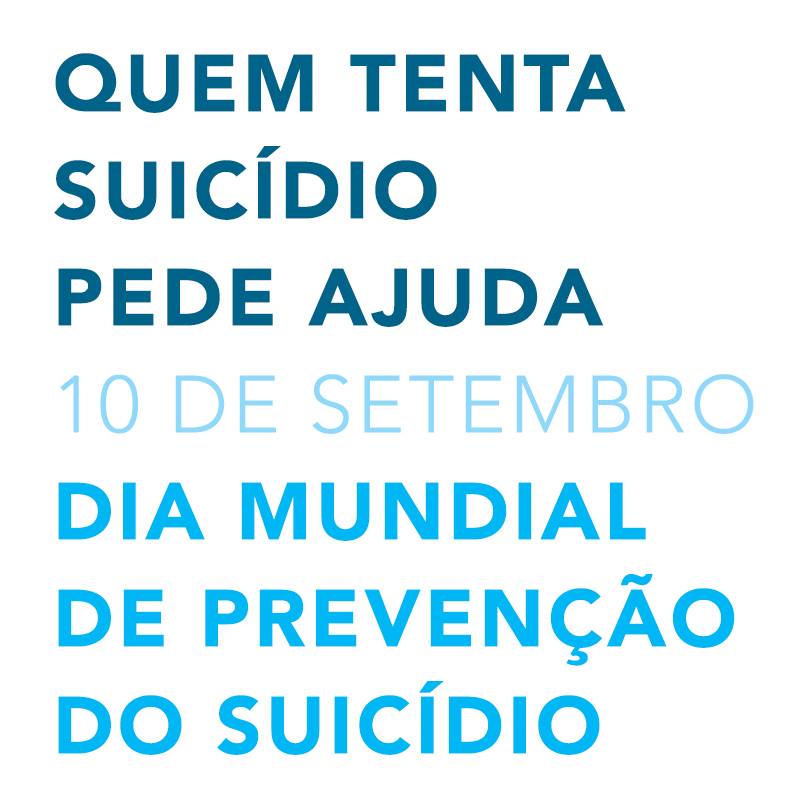 QUEM TENTA
SUICÍDIO
PEDE AJUDA
10 DE SETEMBRO
DIA MUNDIAL
DE PREVENÇÃO
DO SUICÍDIO